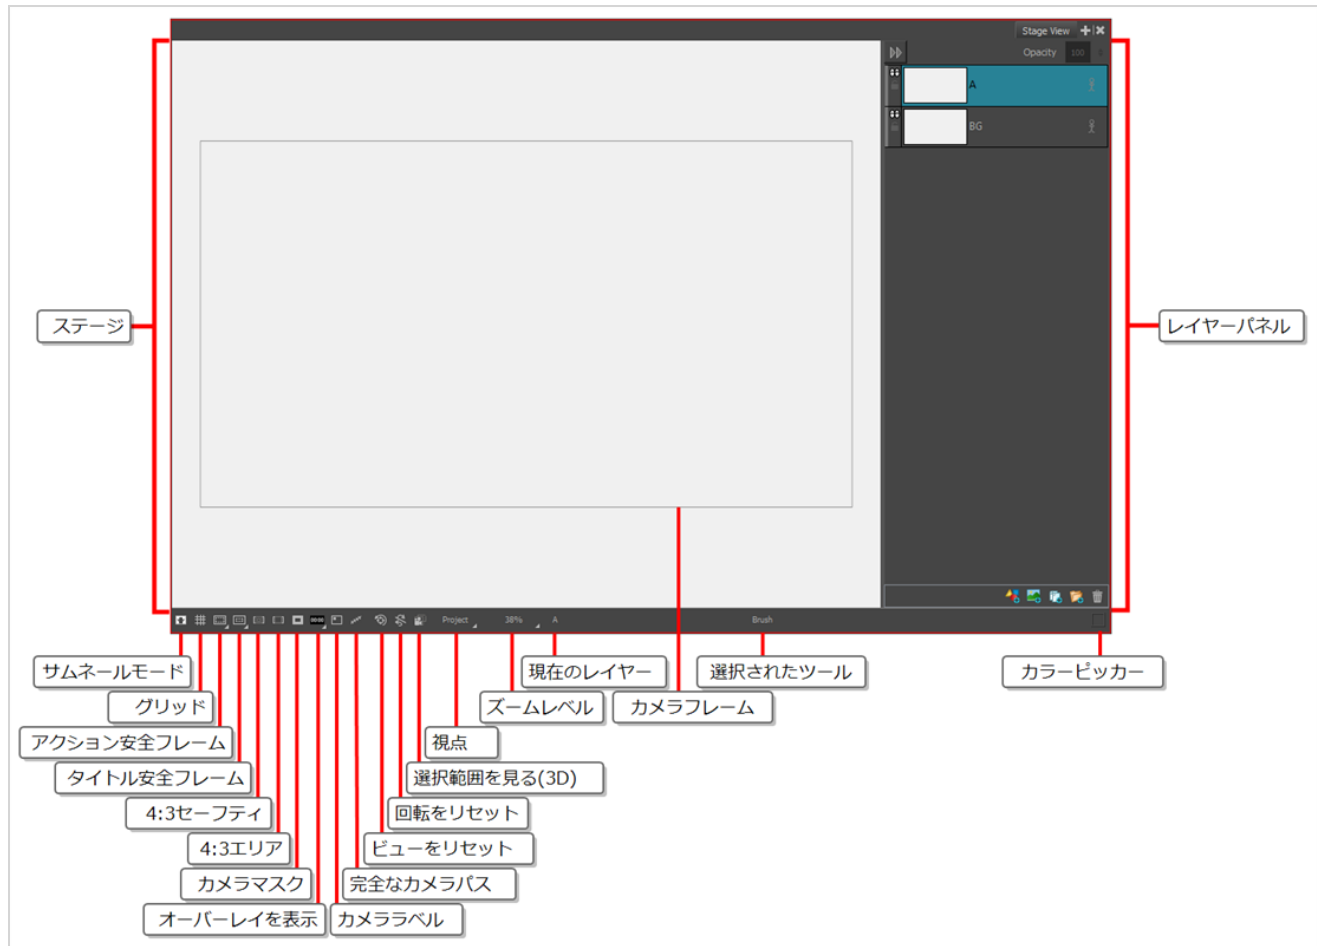 Stage View
Opacity 100
A
BG
ステージ
レイヤーパネル
00:00
Project
38%
A
Brush
サムネールモード
現在のレイヤー
選択されたツール
カラーピッカー
グリッド
ズームレベル
カメラフレーム
アクション安全フレーム
視点
タイトル安全フレーム
選択範囲を見る(3D)
4:3セーフティ
回転をリセット
4:3エリア
ビューをリセット
カメラマスク
完全なカメラパス
オーバーレイを表示
カメララベル